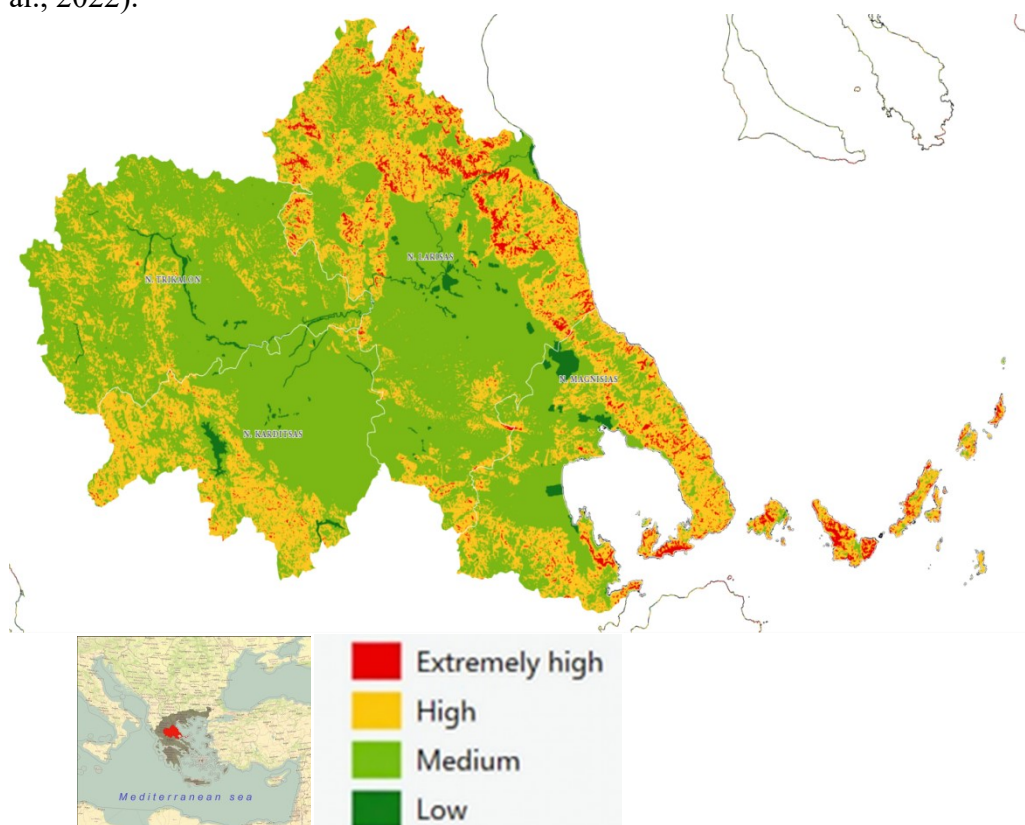 al., 2022).
N. TRIKALON
N. LARISAS
N. MAGNISIAS
N. KARDITSAS
Mediterranean sea
Extremely high
High
Medium
Low